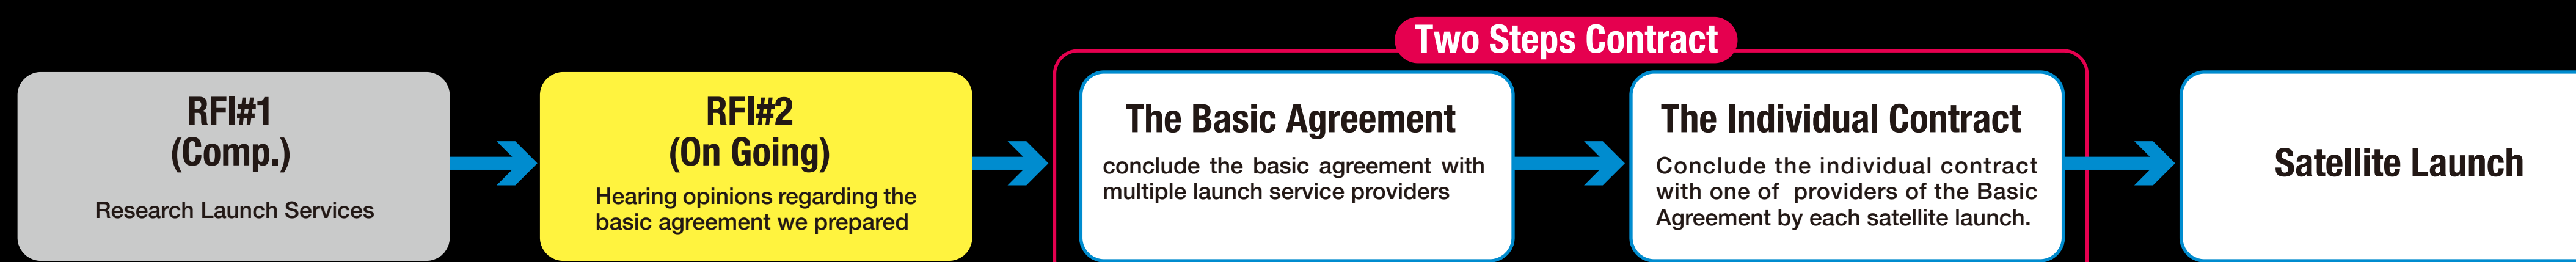 Two Steps Contract
RFI#1
(Comp.)
Research Launch Services
RFI#2
(On Going)
Hearing opinions regarding the
basic agreement we prepared
The Basic Agreement
conclude the basic agreement with
multiple launch service providers
The Individual Contract
Conclude the individual contract
with one of providers of the Basic
Agreement by each satellite launch.
Satellite Launch